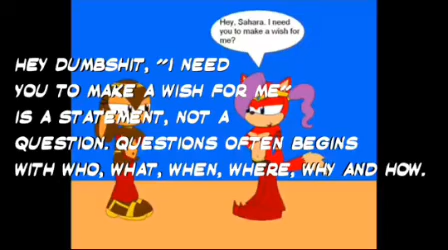 Hey, Sahara. I need
you to make a wish for
me?
HEY DUMBSHIT, "I NEED
YOU TO MAKE A WISH FOR ME"
IS A STATEMENT, NOT A
QUESTION. QUESTIONS OFTEN BEGINS
WITH WHO, WHAT, WHEN, WHERE, WHY AND HOW.